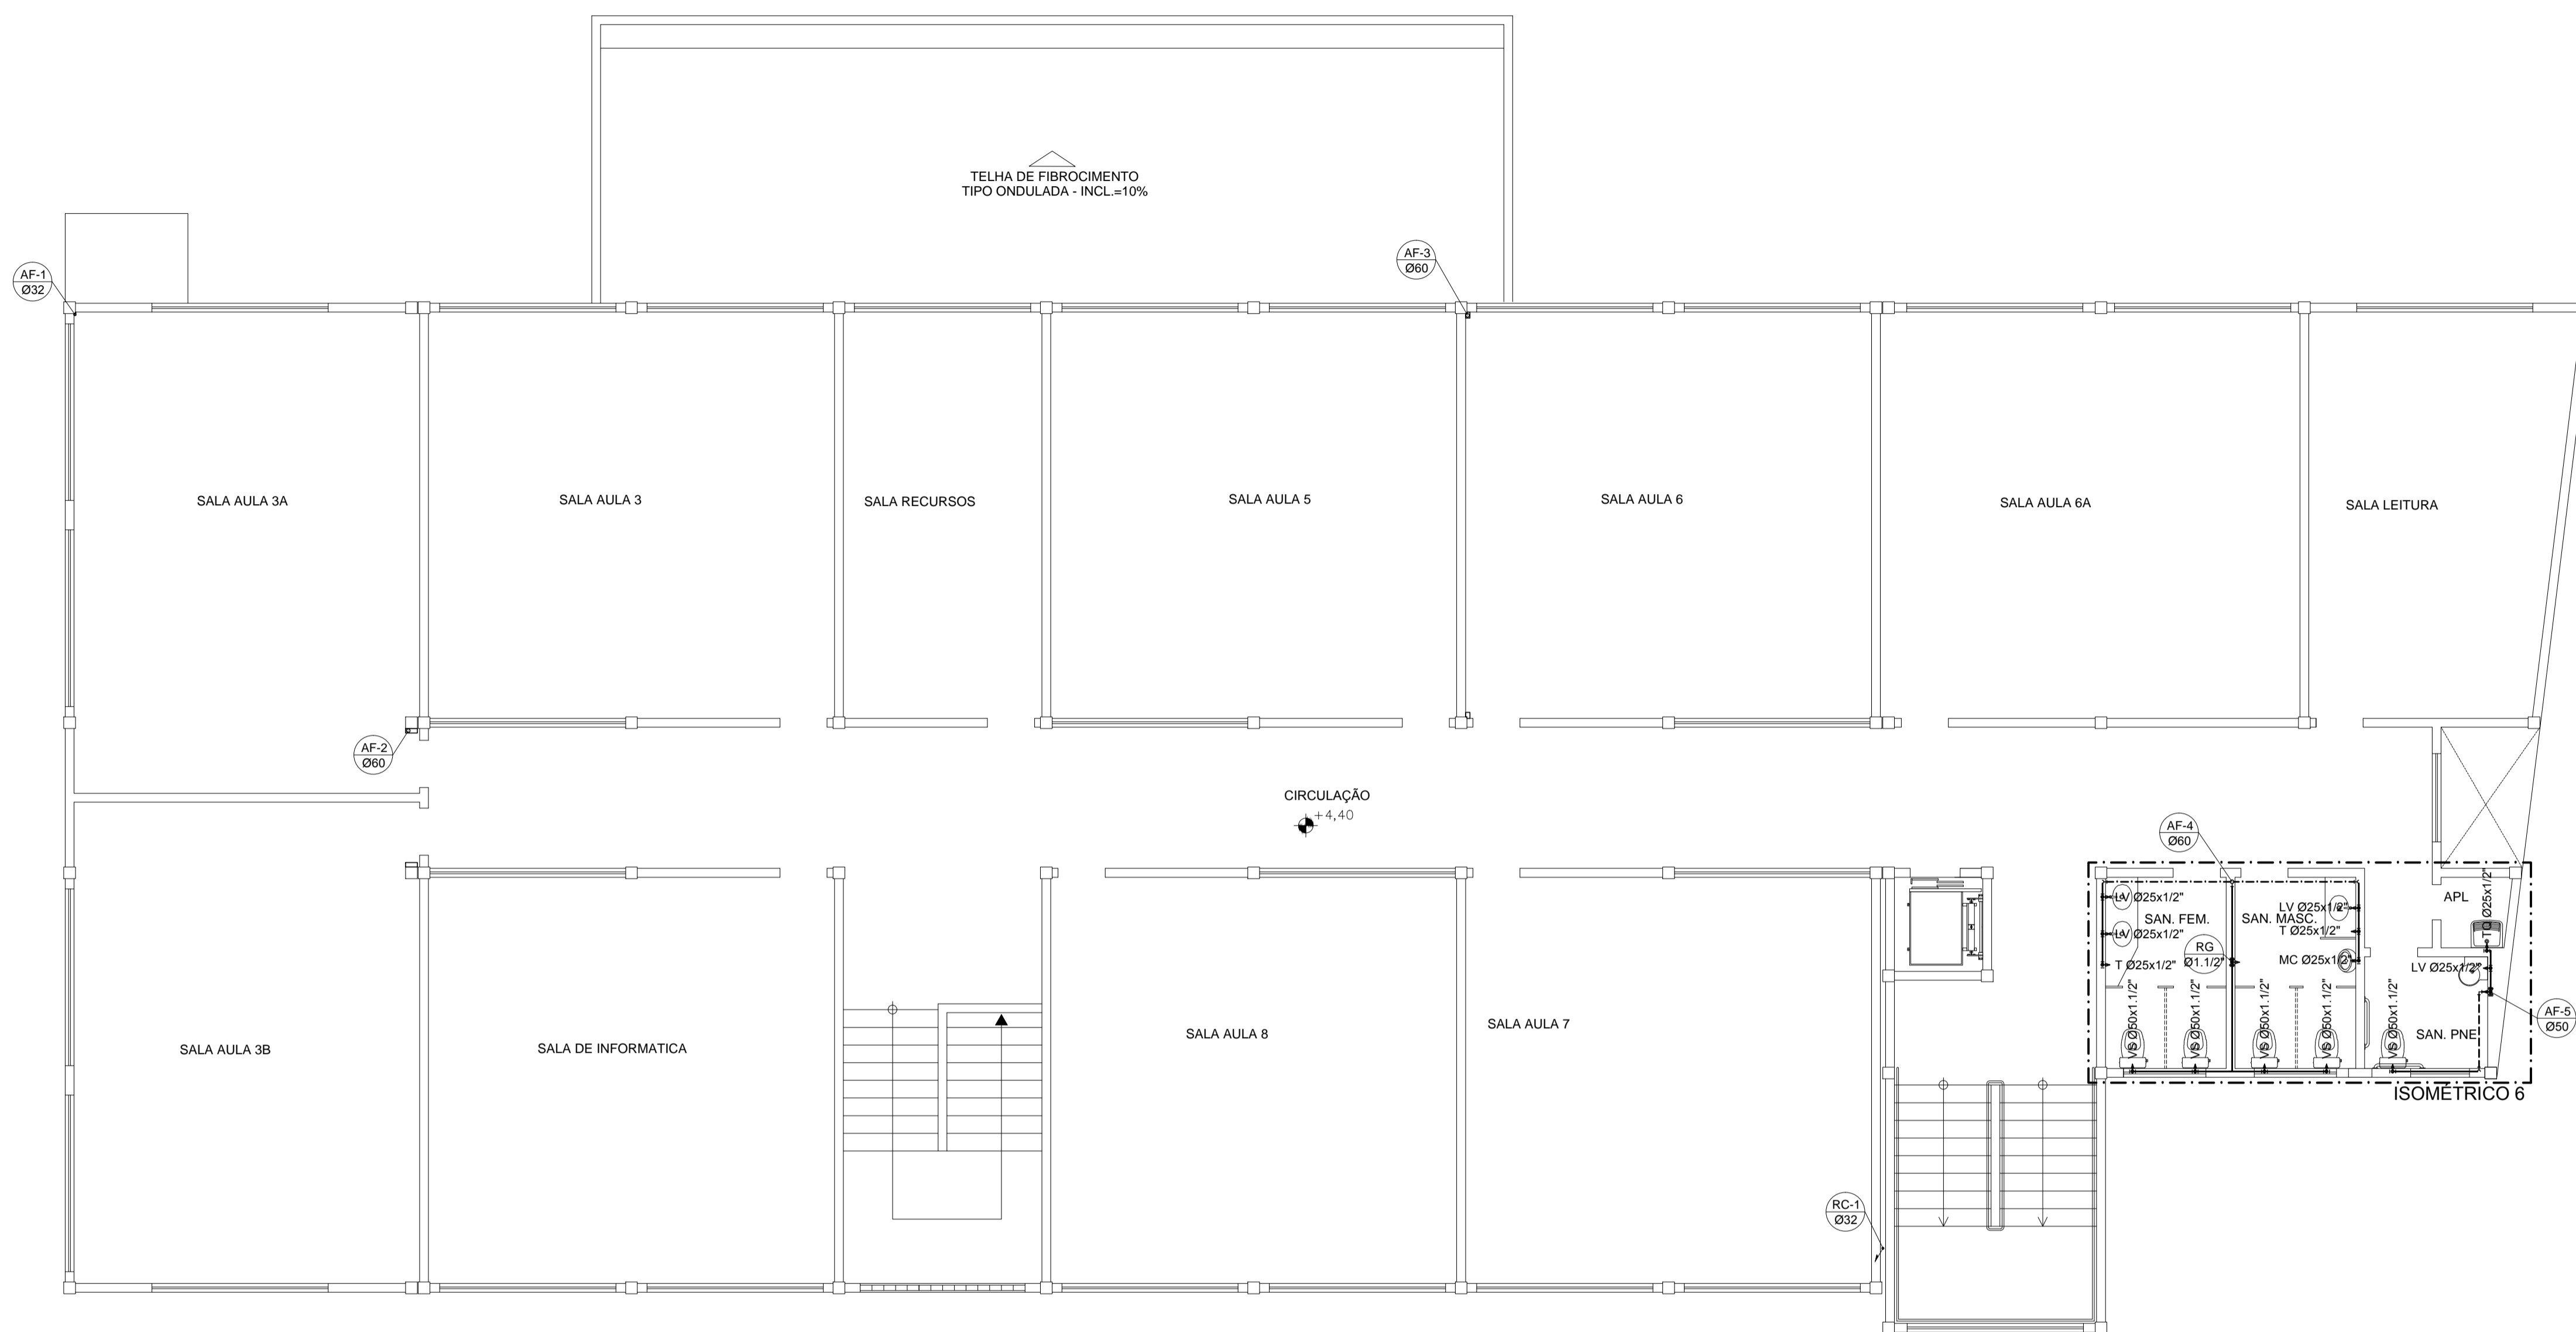 TELHA DE FIBROCIMENTO
TIPO ONDULADA - INCL.=10%
AF-1
Ø32
AF-3
Ø60
SALA AULA 3A
SALA AULA 3
SALA RECURSOS
SALA AULA 5
SALA AULA 6
SALA AULA 6A
SALA LEITURA
AF-2
Ø60
CIRCULAÇÃO
+4,40
AF-4
Ø60
LV Ø25x1/2"
LV Ø25x1/2"
T Ø25x1/2"
SAN. FEM.
SAN. MASC.
LV Ø25x1/2"
T Ø25x1/2"
MC Ø25x1/2"
RG
Ø1.1/2"
APL
TO Ø25x1/2"
LV Ø25x1/2"
VS Ø50x1.1/2"
VS Ø50x1.1/2"
VS Ø50x1.1/2"
VS Ø50x1.1/2"
VS Ø50x1.1/2"
SAN. PNE
AF-5
Ø50
ISOMÉTRICO 6
SALA AULA 3B
SALA DE INFORMATICA
SALA AULA 8
SALA AULA 7
RC-1
Ø32